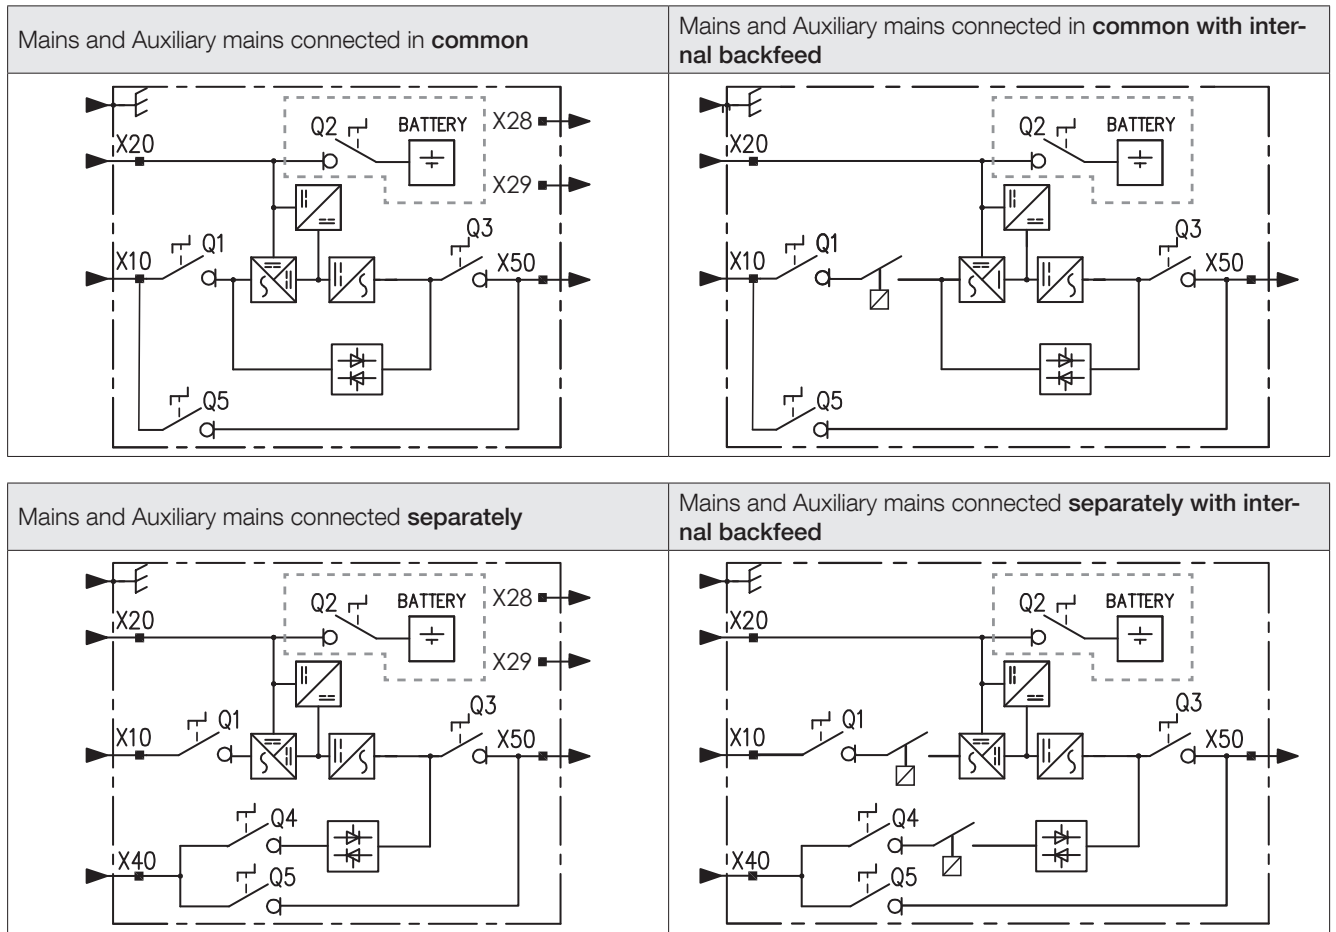 Mains and Auxiliary mains connected in common
Mains and Auxiliary mains connected in common with inter-
nal backfeed
Q2 BATTERY X28
X20
X29
Q1
Q3
X10
X50
Q5
Q2 BATTERY
X20
Q1
Q3
X10
X50
Q5
Mains and Auxiliary mains connected separately
Mains and Auxiliary mains connected separately with inter-
nal backfeed
Q2 BATTERY X28
X20
X29
Q1
Q3
X10
X50
Q4
X40
Q5
Q2 BATTERY
X20
Q1
Q3
X10
X50
Q4
X40
Q5